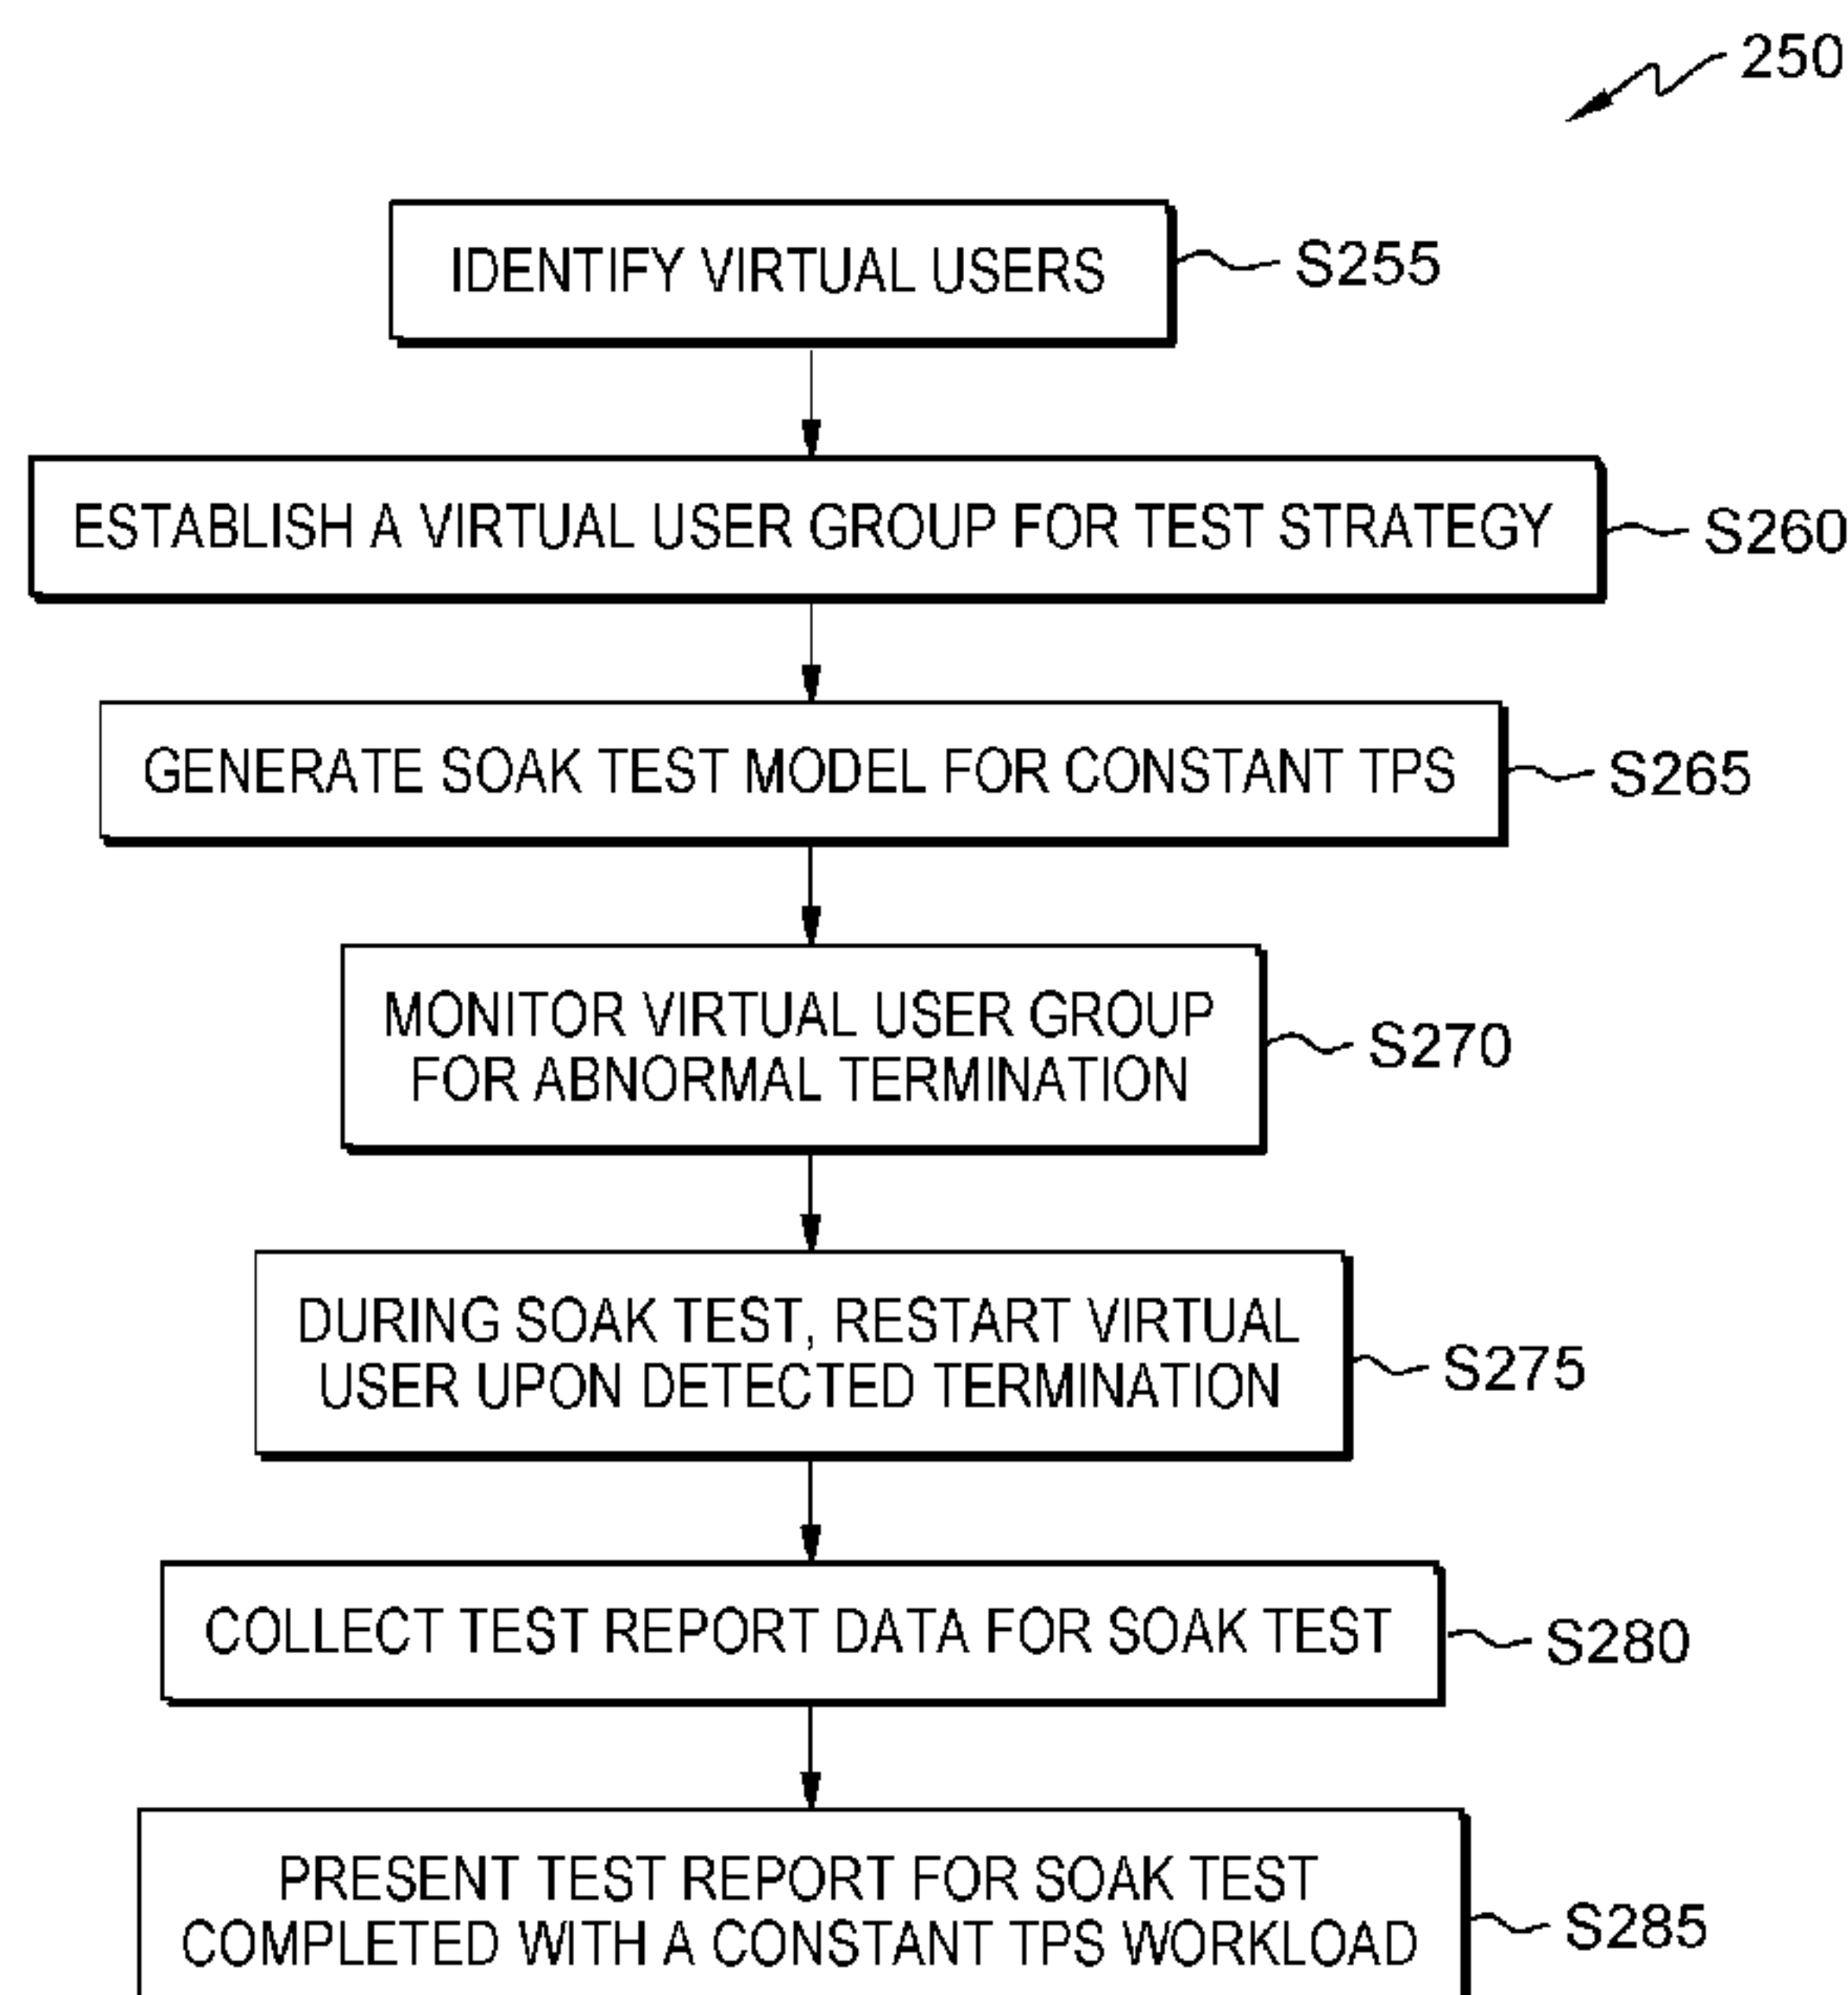 250
IDENTIFY VIRTUAL USERS
S255
ESTABLISH A VIRTUAL USER GROUP FOR TEST STRATEGY
S260
GENERATE SOAK TEST MODEL FOR CONSTANT TPS
S265
MONITOR VIRTUAL USER GROUP
FOR ABNORMAL TERMINATION
S270
DURING SOAK TEST, RESTART VIRTUAL
USER UPON DETECTED TERMINATION
S275
COLLECT TEST REPORT DATA FOR SOAK TEST
S280
PRESENT TEST REPORT FOR SOAK TEST
COMPLETED WITH A CONSTANT TPS WORKLOAD
S285